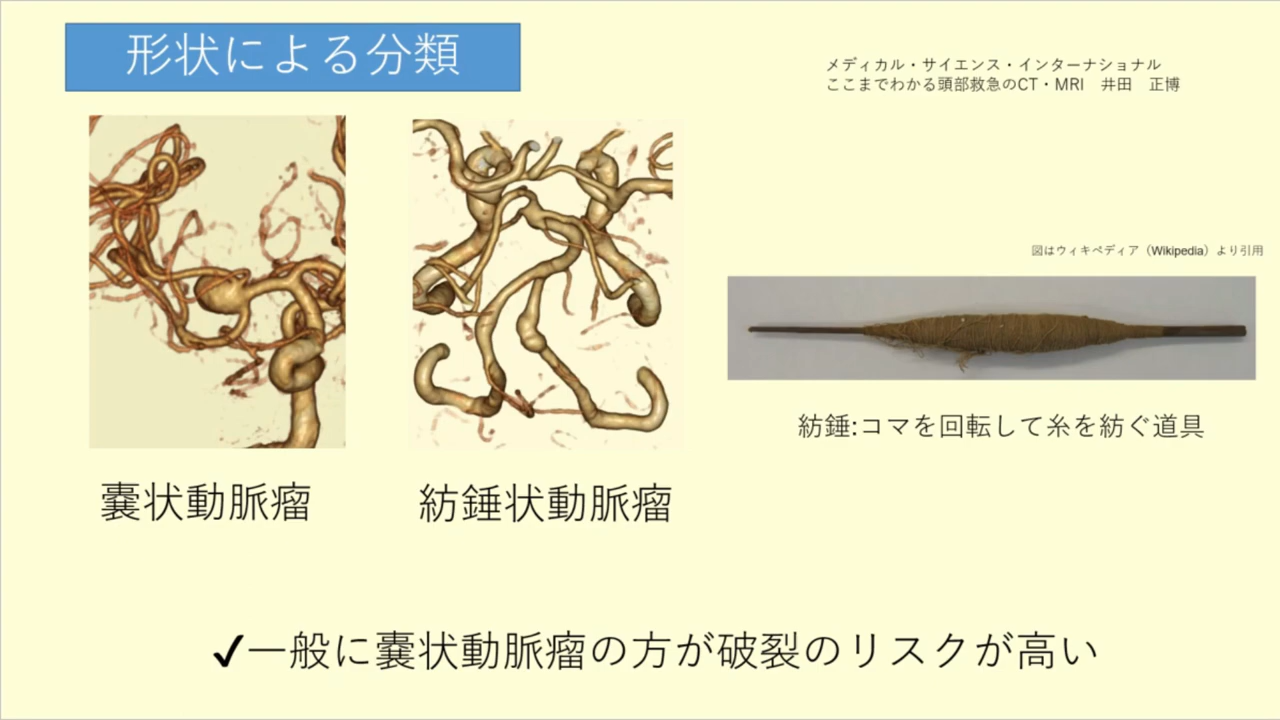 形状による分類
メディカル・サイエンス・インターナショナル
ここまでわかる頭部救急のCT・MRI　井田　正博
図はウィキペディア（Wikipedia）より引用
紡錘:コマを回転して糸を紡ぐ道具
嚢状動脈瘤
紡錘状動脈瘤
✓一般に嚢状動脈瘤の方が破裂のリスクが高い